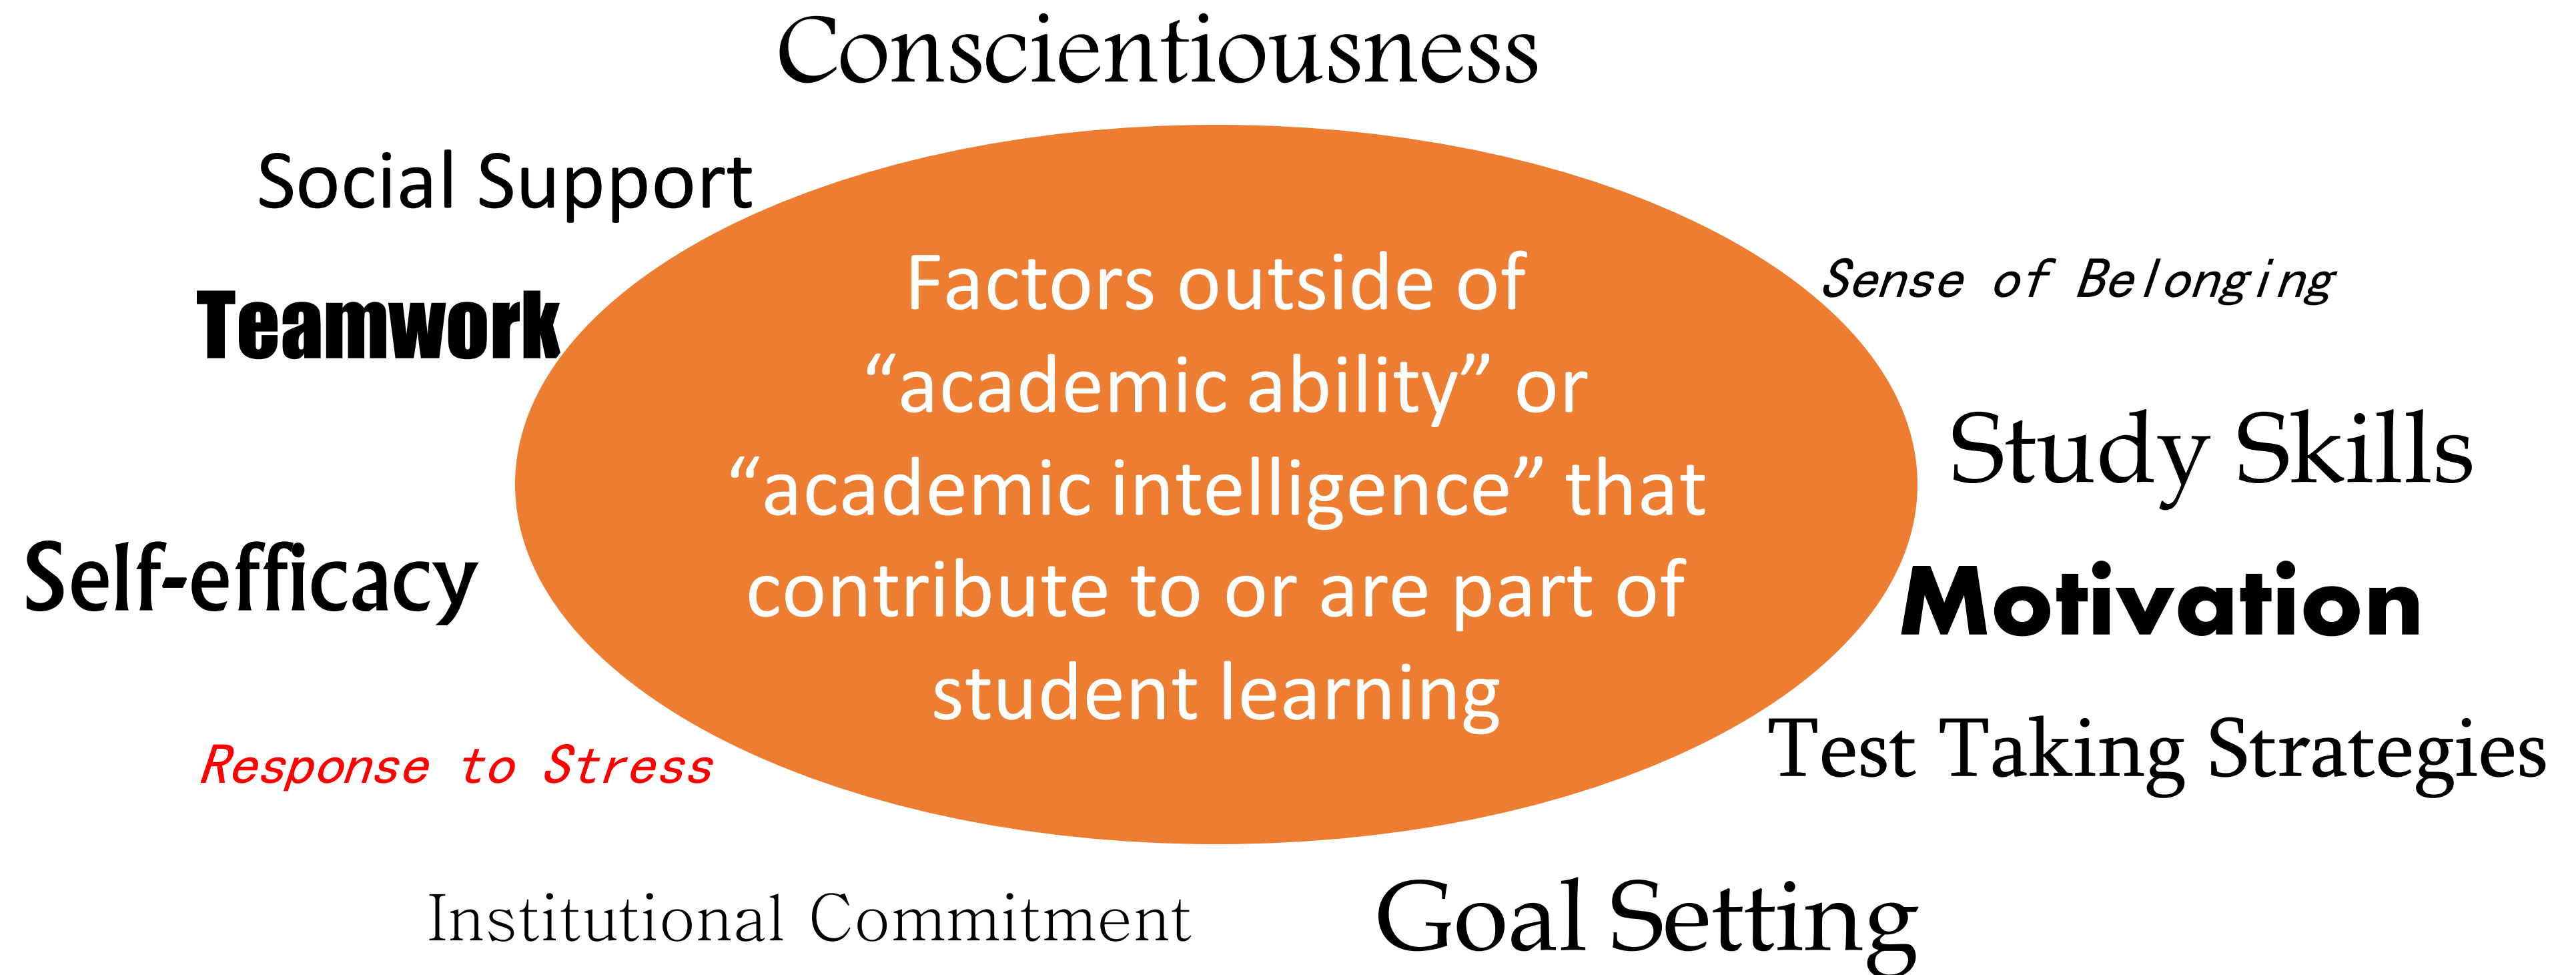 Conscientiousness
Social Support
Teamwork
Self-efficacy
Response to Stress
Institutional Commitment
Factors outside of
“academic ability” or
“academic intelligence” that
contribute to or are part of
student learning
Sense of Belonging
Study Skills
Motivation
Test Taking Strategies
Goal Setting